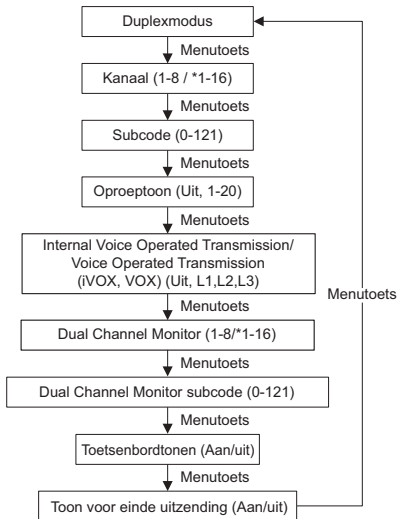 Duplexmodus
Menutoets
Kanaal (1-8 / *1-16)
Menutoets
Subcode (0-121)
Menutoets
Oproeptoon (Uit, 1-20)
Menutoets
Internal Voice Operated Transmission/
Voice Operated Transmission
(iVOX, VOX) (Uit, L1,L2,L3)
Menutoets
Menutoets
Dual Channel Monitor (1-8/*1-16)
Menutoets
Dual Channel Monitor subcode (0-121)
Menutoets
Toetsenbordtonen (Aan/uit)
Menutoets
Toon voor einde uitzending (Aan/uit)